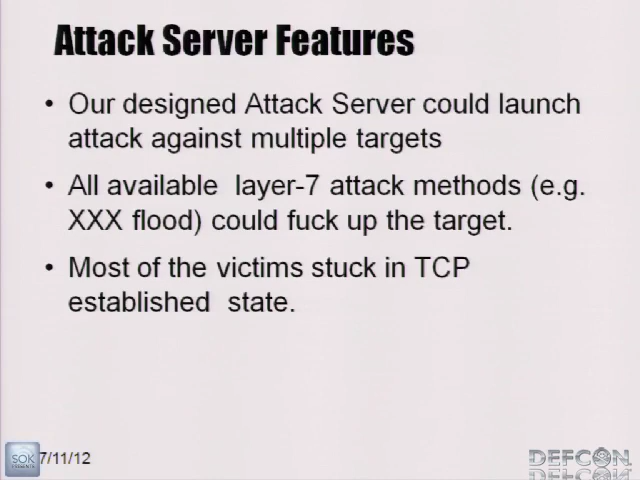 Attack Server Features
• Our designed Attack Server could launch
attack against multiple targets
• All available layer-7 attack methods (e.g.
XXX flood) could fuck up the target.
• Most of the victims stuck in TCP
established state.
SOK
7/11/12
DEFCON